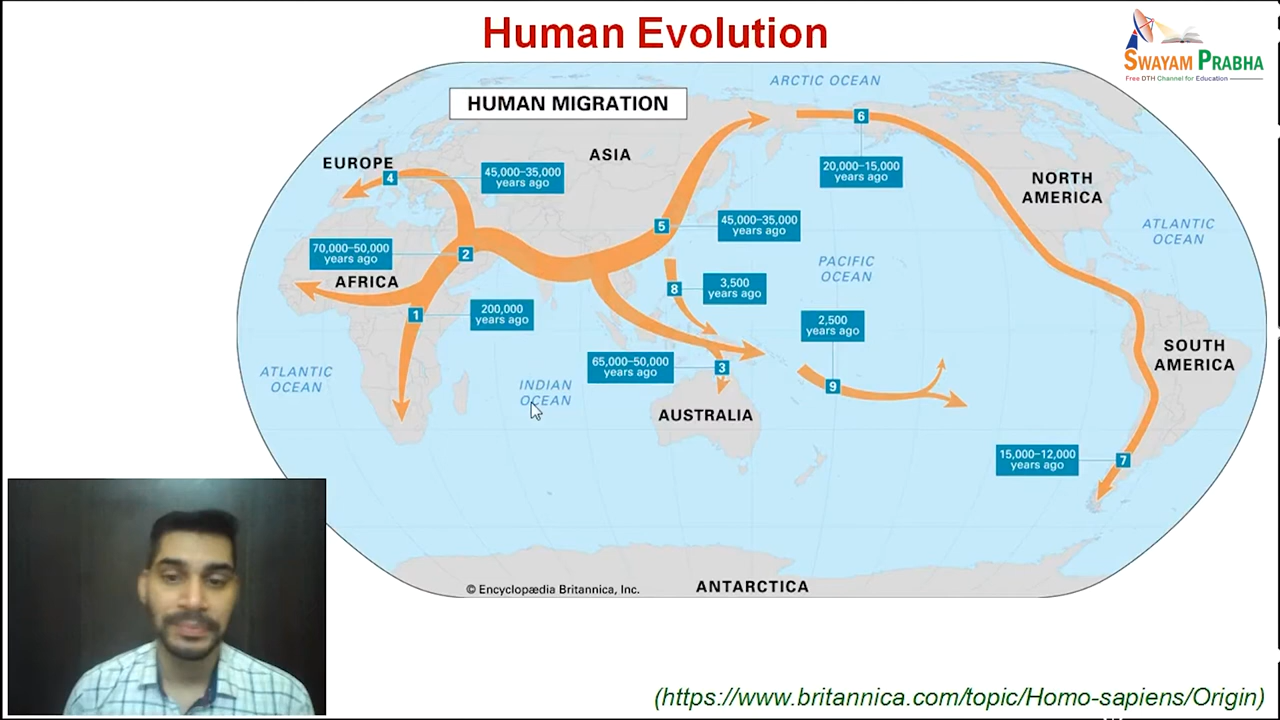 Human Evolution
SWAYAM PRABHA
Free DTH Channel for Education
ARCTIC OCEAN
HUMAN MIGRATION
6
EUROPE
ASIA
4
45,000–35,000
years ago
20,000–15,000
years ago
NORTH
AMERICA
5
45,000–35,000
years ago
ATLANTIC
OCEAN
70,000–50,000
years ago
2
AFRICA
PACIFIC
OCEAN
8
3,500
years ago
1
200,000
years ago
2,500
years ago
65,000–50,000
years ago
3
SOUTH
AMERICA
ATLANTIC
OCEAN
INDIAN
OCEAN
9
AUSTRALIA
15,000–12,000
years ago
7
© Encyclopædia Britannica, Inc.
ANTARCTICA
(https://www.britannica.com/topic/Homo-sapiens/Origin)